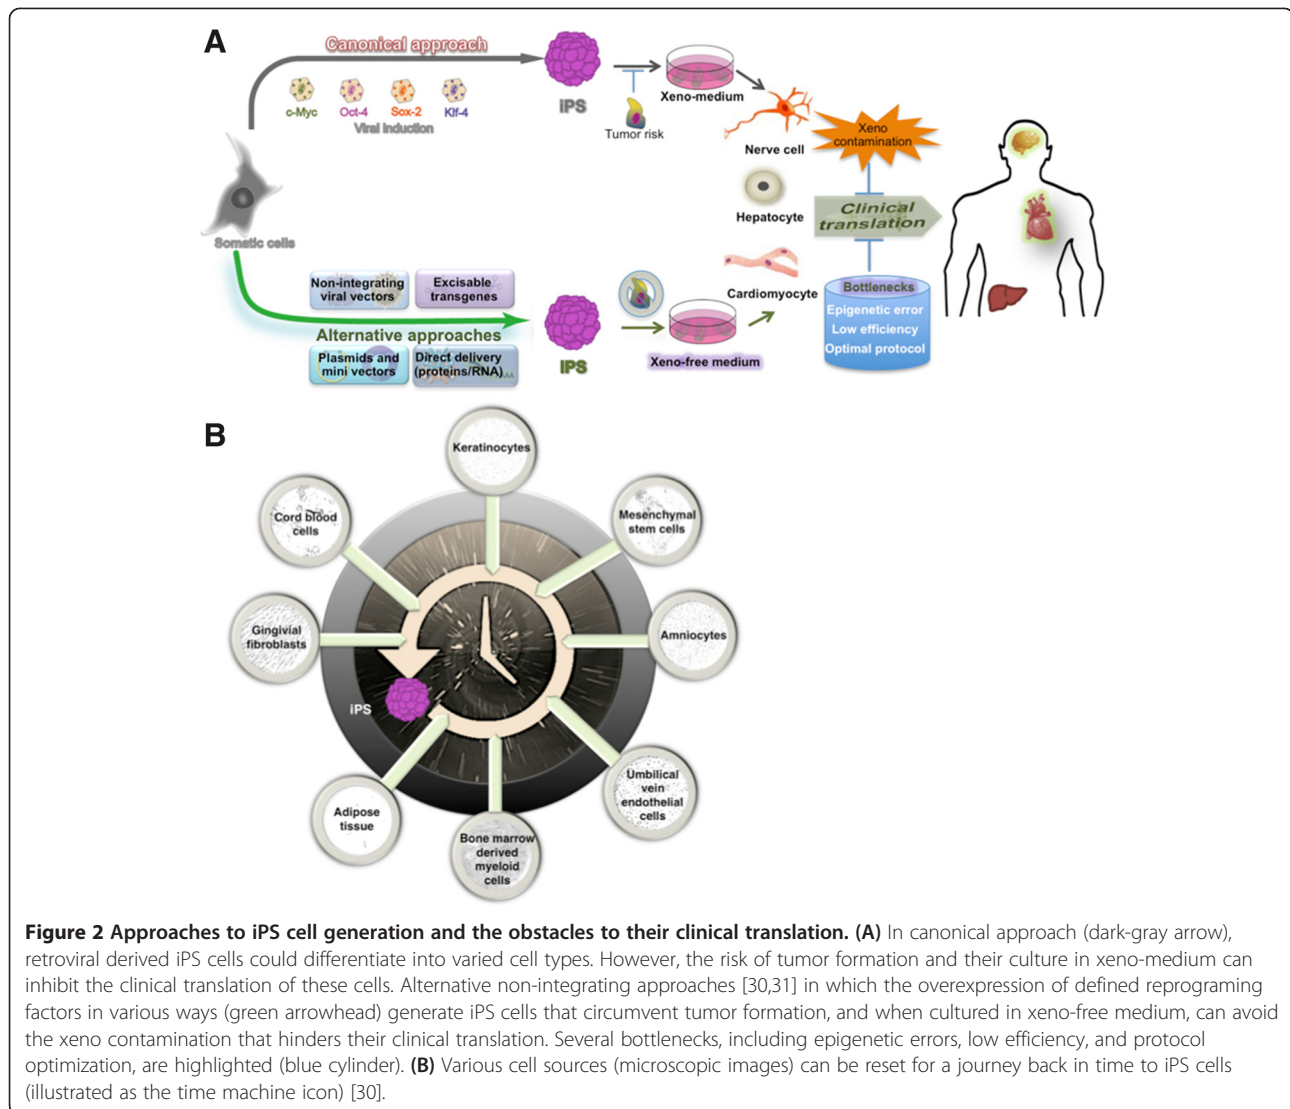 A
Canonical approach
c-Myc
Oct-4
Sox-2
Klf-4
Viral Induction
iPS
Tumor risk
Xeno-medium
Nerve cell
Xeno
contamination
Hepatocyte
Clinical
translation
Somatic cells
Non-integrating
viral vectors
Excisable
transgenes
Alternative approaches
Plasmids and
mini vectors
Direct delivery
(proteins/RNA)
iPS
Xeno-free medium
Cardiomyocyte
Bottlenecks
Epigenetic error
Low efficiency
Optimal protocol
B
Keratinocytes
Cord blood
cells
Mesenchymal
stem cells
Gingivial
fibroblasts
Amniocytes
iPS
Adipose
tissue
Bone marrow
derived
myeloid
cells
Umbilical
vein
endothelial
cells
Figure 2 Approaches to iPS cell generation and the obstacles to their clinical translation. (A) In canonical approach (dark-gray arrow),
retroviral derived iPS cells could differentiate into varied cell types. However, the risk of tumor formation and their culture in xeno-medium can
inhibit the clinical translation of these cells. Alternative non-integrating approaches [30,31] in which the overexpression of defined reprograming
factors in various ways (green arrowhead) generate iPS cells that circumvent tumor formation, and when cultured in xeno-free medium, can avoid
the xeno contamination that hinders their clinical translation. Several bottlenecks, including epigenetic errors, low efficiency, and protocol
optimization, are highlighted (blue cylinder). (B) Various cell sources (microscopic images) can be reset for a journey back in time to iPS cells
(illustrated as the time machine icon) [30].